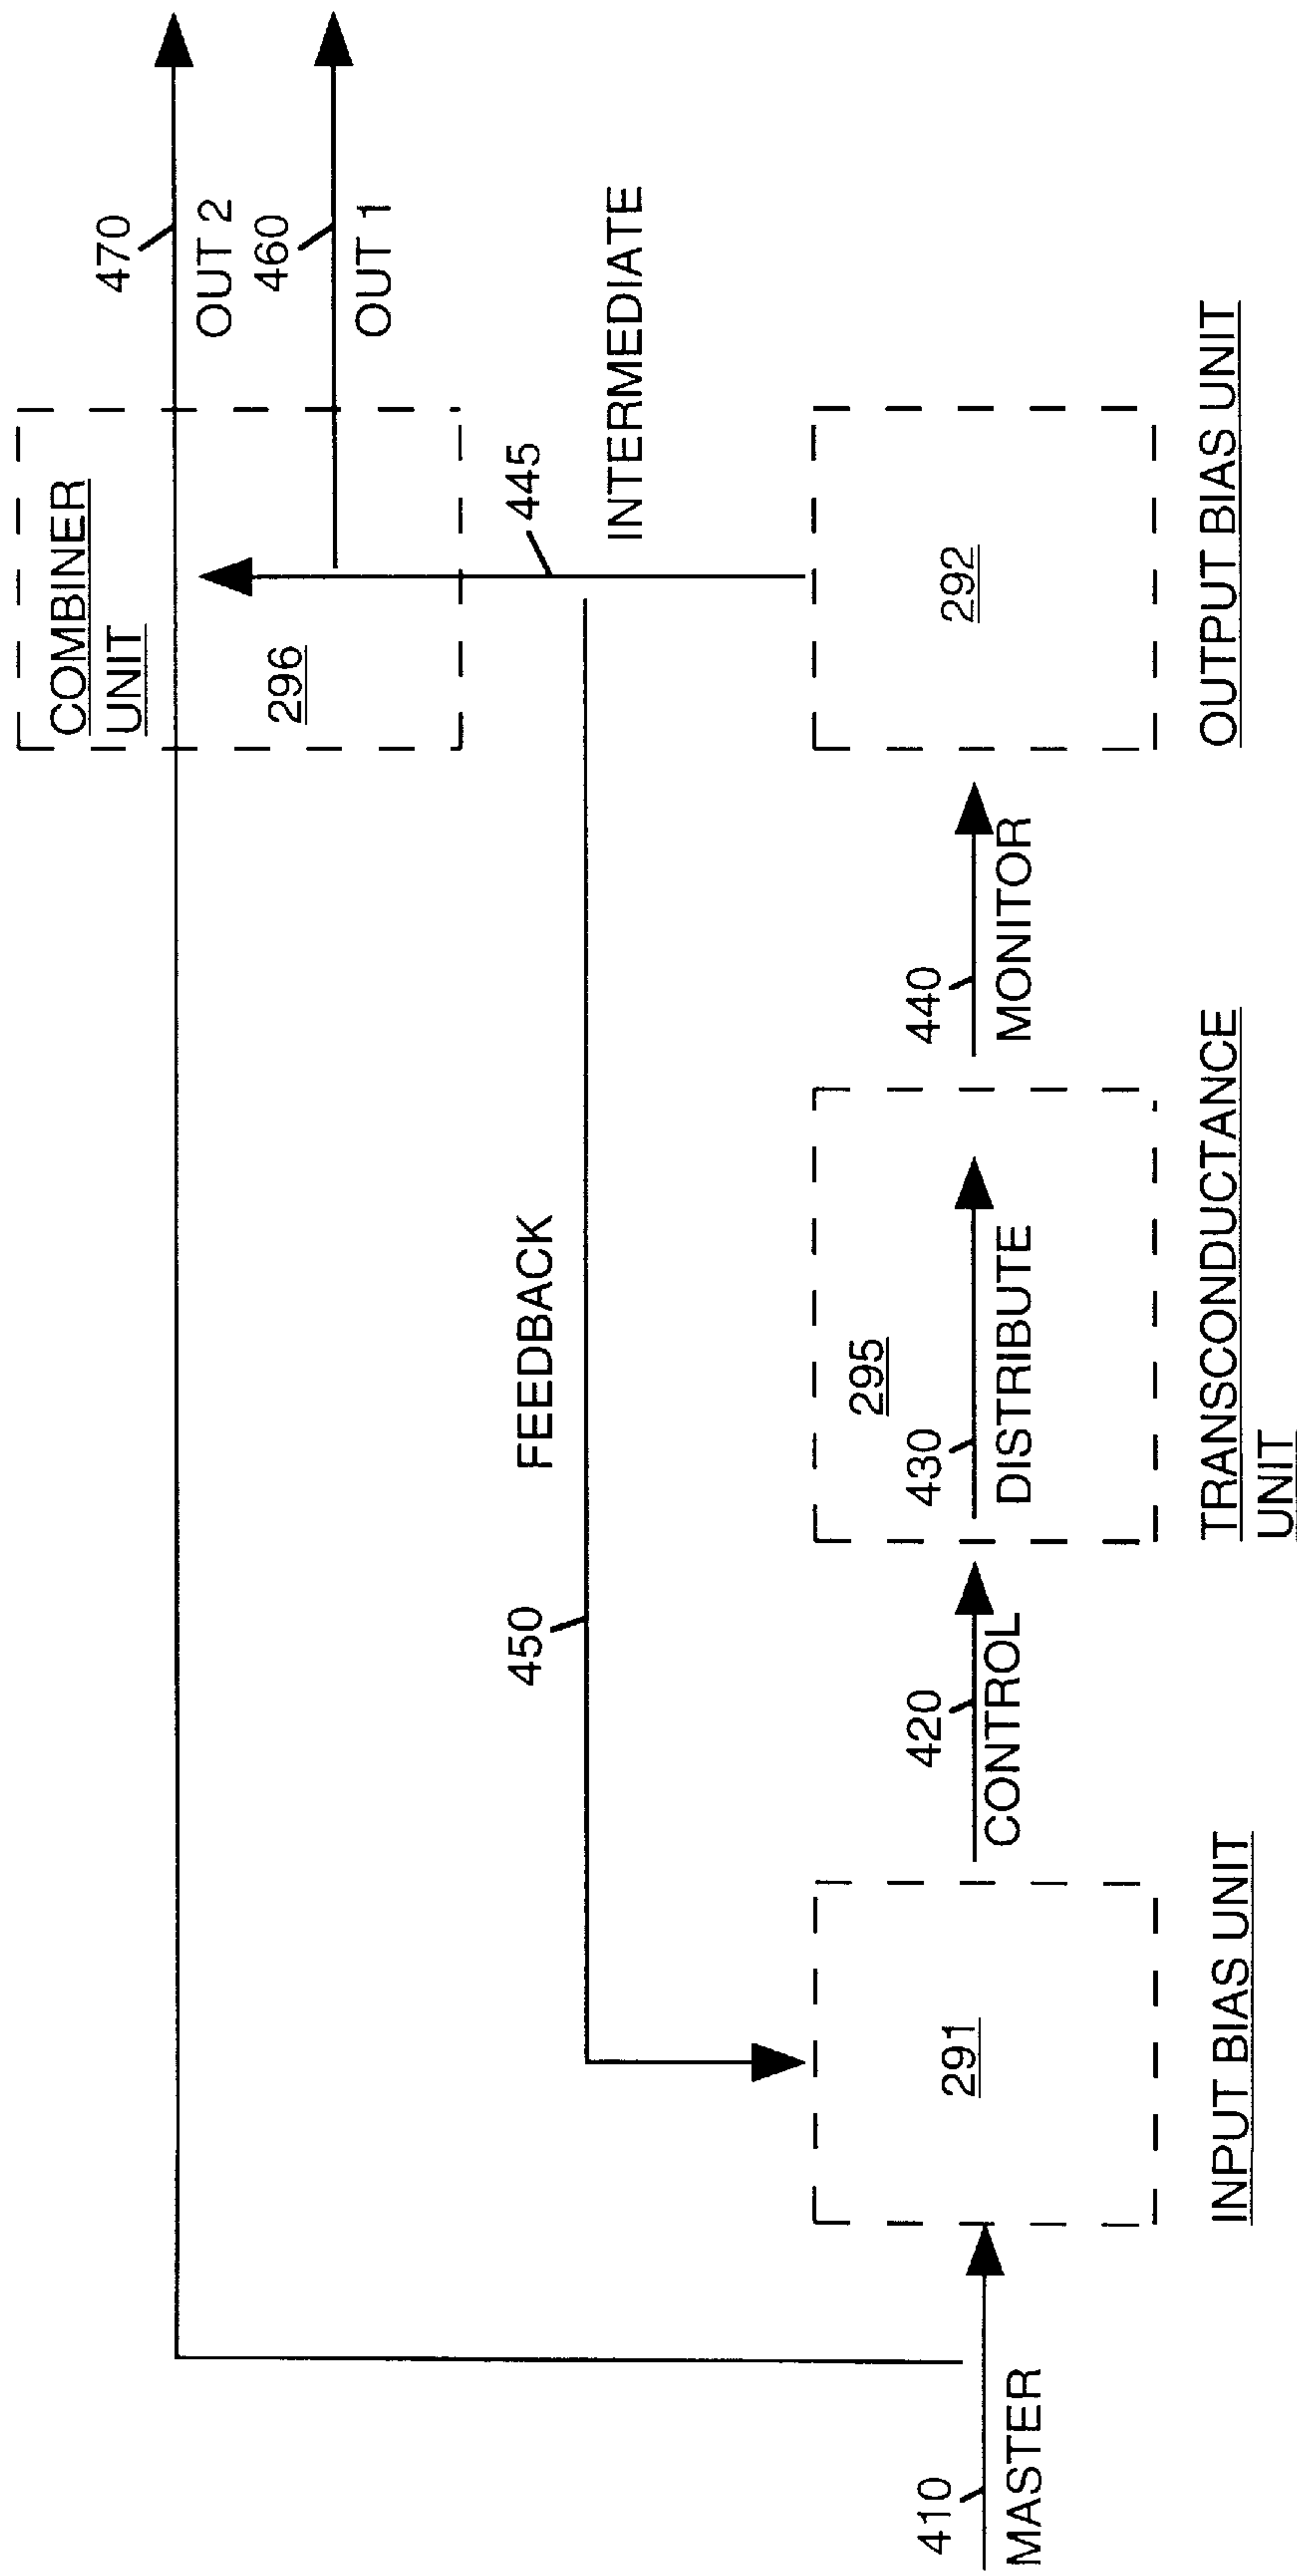 COMBINER
UNIT
296
470
OUT 2
460
OUT 1
445
INTERMEDIATE
FEEDBACK
450
410
MASTER
291
INPUT BIAS UNIT
420
CONTROL
295
430
DISTRIBUTE
TRANSCONDUCTANCE
UNIT
440
MONITOR
292
OUTPUT BIAS UNIT